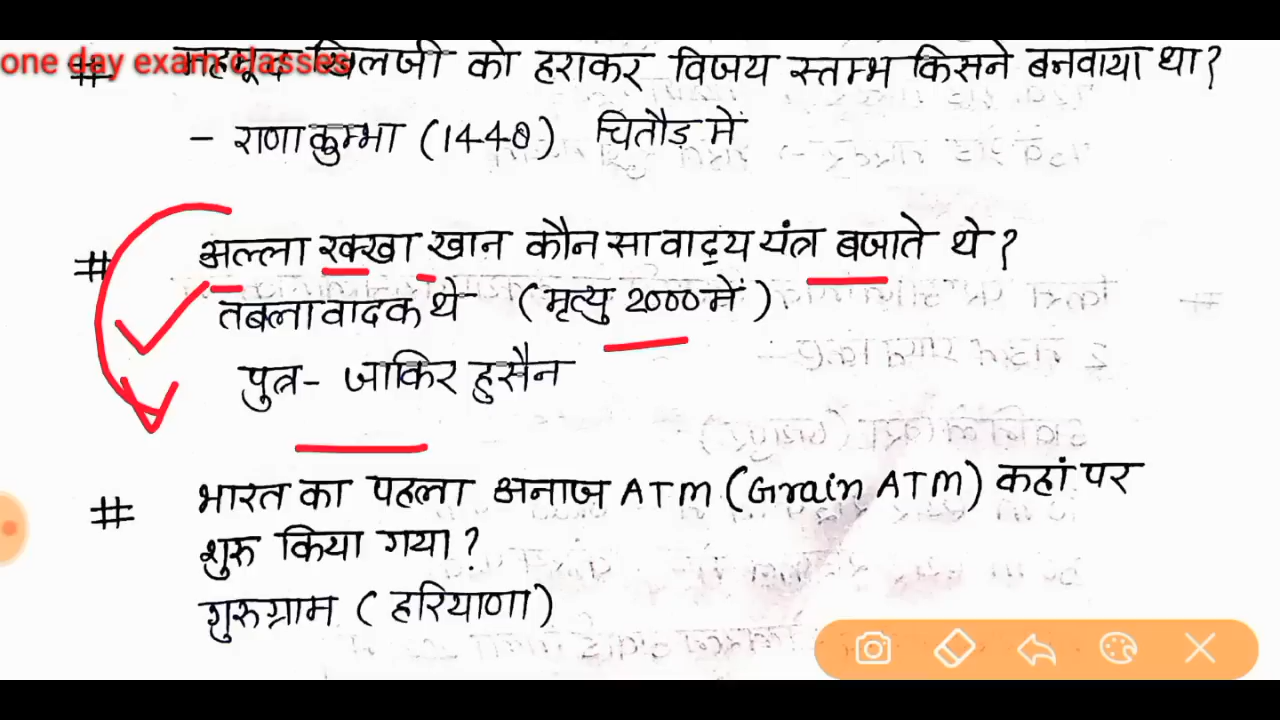 one day exam classes
# महमूद खिलजी को हराकर विजय स्तम्भ किसने बनवाया था?
- राणा कुम्भा (1448) चितौड़ में
# अल्ला रक्खा खान कौन सा वाद्य यंत्र बजाते थे?
तबला वादक थे (मृत्यु 2000 में)
पुत्र- जाकिर हुसैन
# भारत का पहला अनाज ATM (Grain ATM) कहां पर
शुरू किया गया?
गुरुग्राम (हरियाणा)